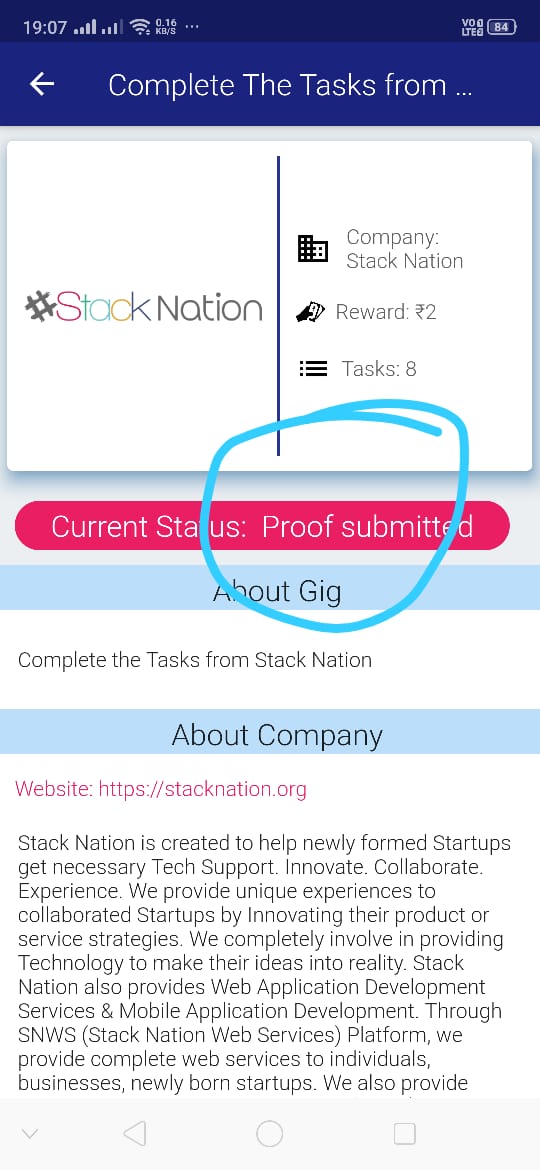 19:07 0.16 KB/S ... VO LTE 84
Complete The Tasks from ...
#StackNation
Company:
Stack Nation
Reward: ₹2
Tasks: 8
Current Status: Proof submitted
About Gig
Complete the Tasks from Stack Nation
About Company
Website: https://stacknation.org
Stack Nation is created to help newly formed Startups
get necessary Tech Support. Innovate. Collaborate.
Experience. We provide unique experiences to
collaborated Startups by Innovating their product or
service strategies. We completely involve in providing
Technology to make their ideas into reality. Stack
Nation also provides Web Application Development
Services & Mobile Application Development. Through
SNWS (Stack Nation Web Services) Platform, we
provide complete web services to individuals,
businesses, newly born startups. We also provide